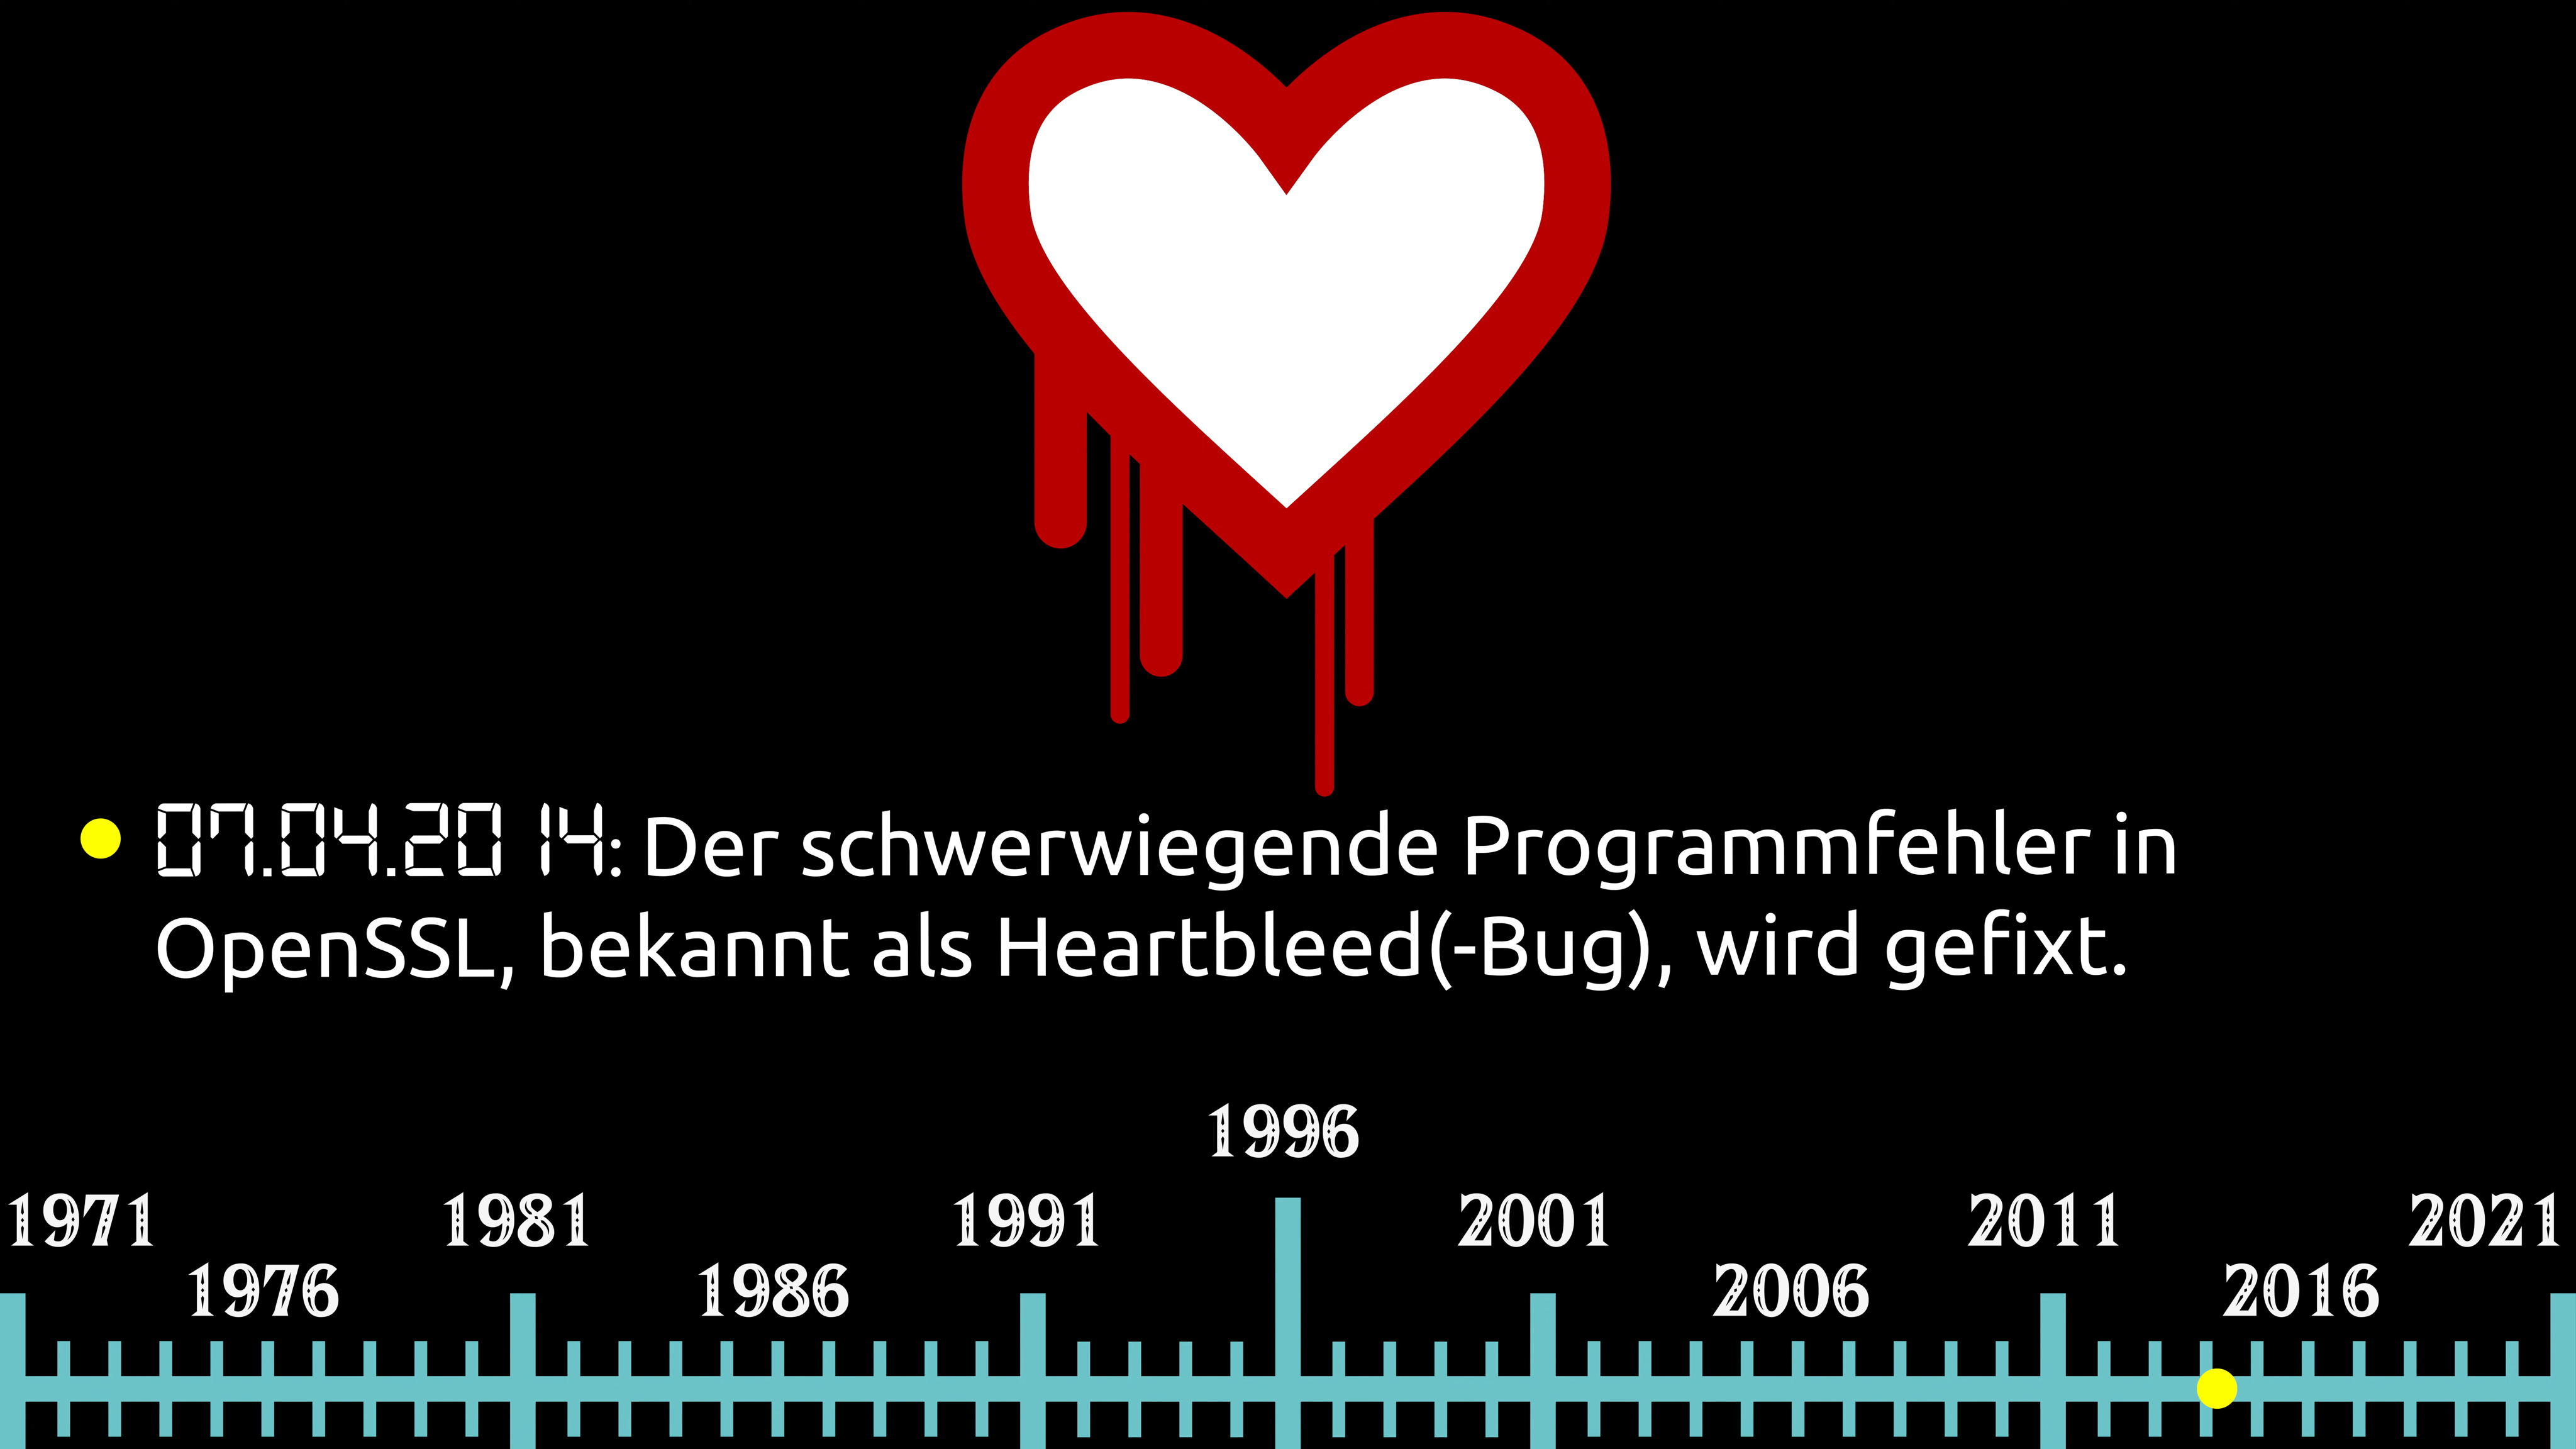 07.04.2014: Der schwerwiegende Programmfehler in
OpenSSL, bekannt als Heartbleed(-Bug), wird gefixt.
1996
1971 1981 1991 2001 2011 2021
1976 1986 2006 2016